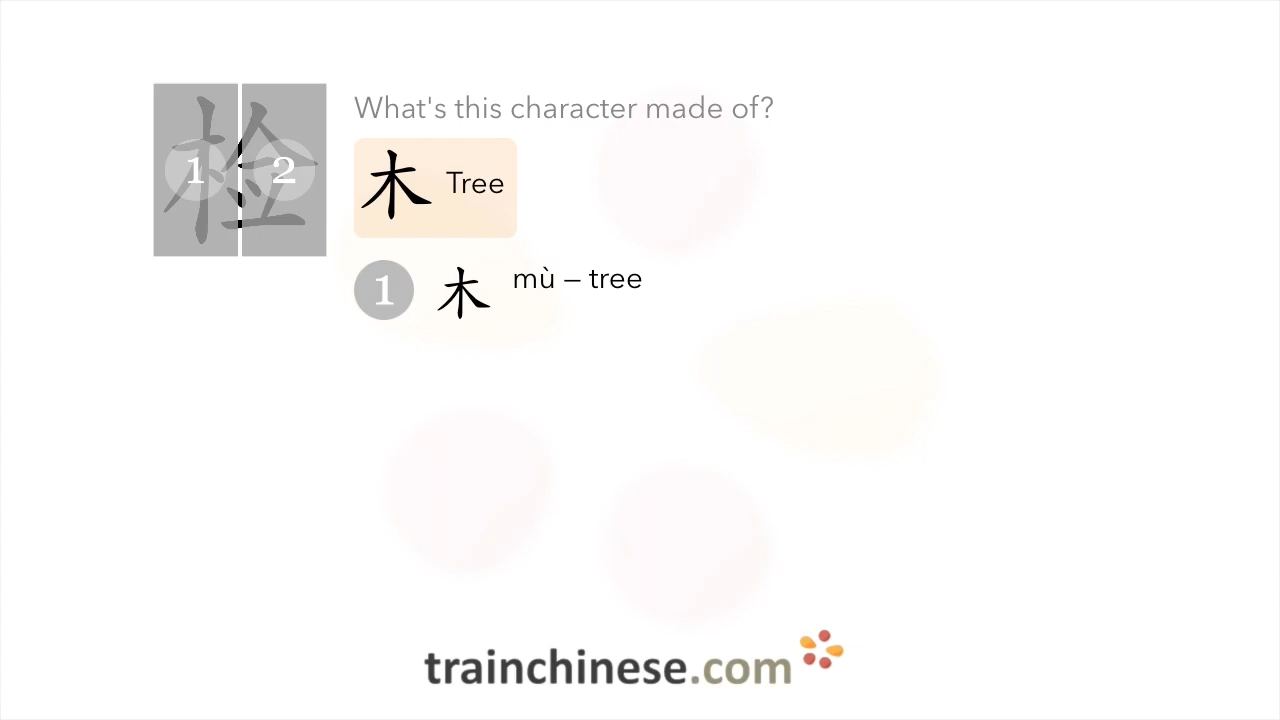 检
1 2
What's this character made of?
木 Tree
1 木 mù – tree
trainchinese.com